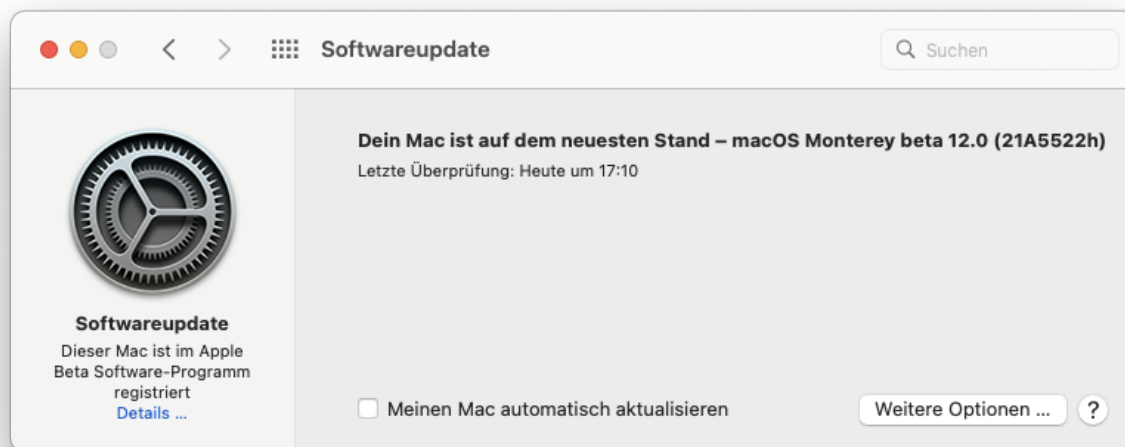 Softwareupdate
Suchen
Dein Mac ist auf dem neuesten Stand – macOS Monterey beta 12.0 (21A5522h)
Letzte Überprüfung: Heute um 17:10
Softwareupdate
Dieser Mac ist im Apple
Beta Software-Programm
registriert
Details ...
Meinen Mac automatisch aktualisieren
Weitere Optionen ...
?